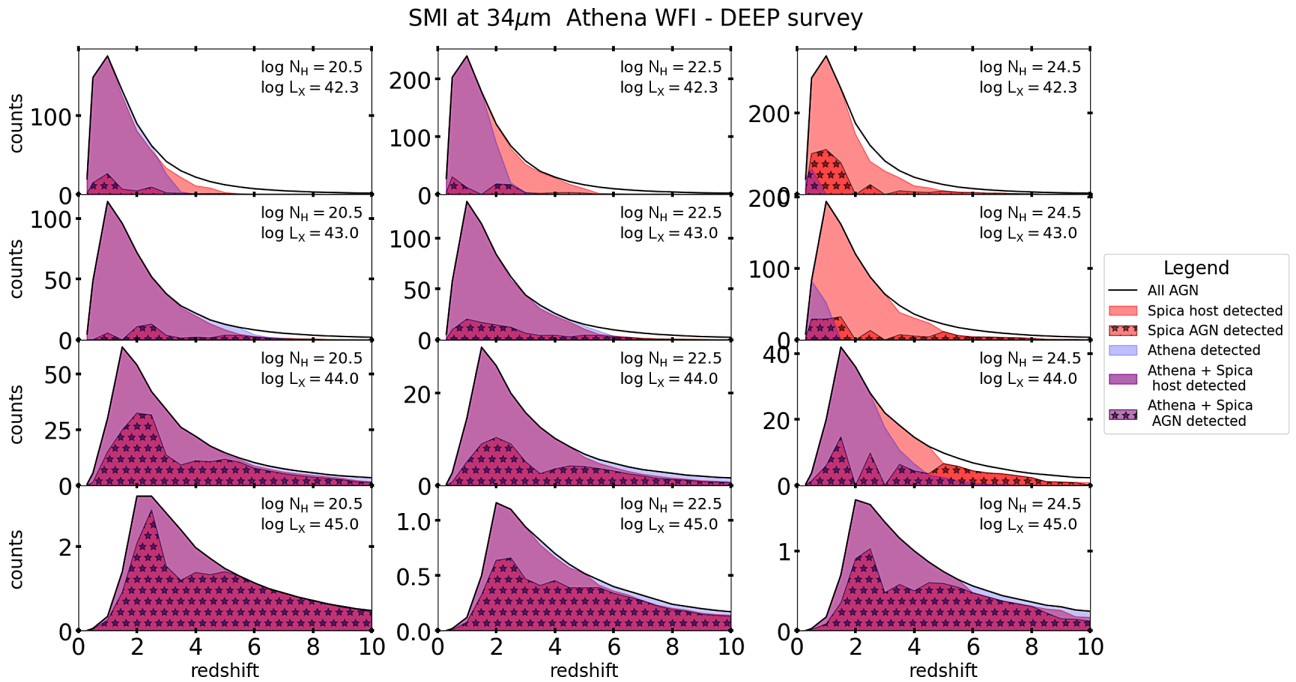 SMI at 34μm Athena WFI - DEEP survey
counts
100
0
log N_H = 20.5
log L_X = 42.3
200
100
0
log N_H = 22.5
log L_X = 42.3
200
0
log N_H = 24.5
log L_X = 42.3
counts
100
50
0
log N_H = 20.5
log L_X = 43.0
100
50
0
log N_H = 22.5
log L_X = 43.0
200
100
0
log N_H = 24.5
log L_X = 43.0
counts
50
25
0
log N_H = 20.5
log L_X = 44.0
20
0
log N_H = 22.5
log L_X = 44.0
40
20
0
log N_H = 24.5
log L_X = 44.0
counts
2
0
log N_H = 20.5
log L_X = 45.0
1.0
0.5
0.0
log N_H = 22.5
log L_X = 45.0
1
0
log N_H = 24.5
log L_X = 45.0
0 2 4 6 8 10
redshift
0 2 4 6 8 10
redshift
0 2 4 6 8 10
redshift
Legend
All AGN
Spica host detected
Spica AGN detected
Athena detected
Athena + Spica
host detected
Athena + Spica
AGN detected